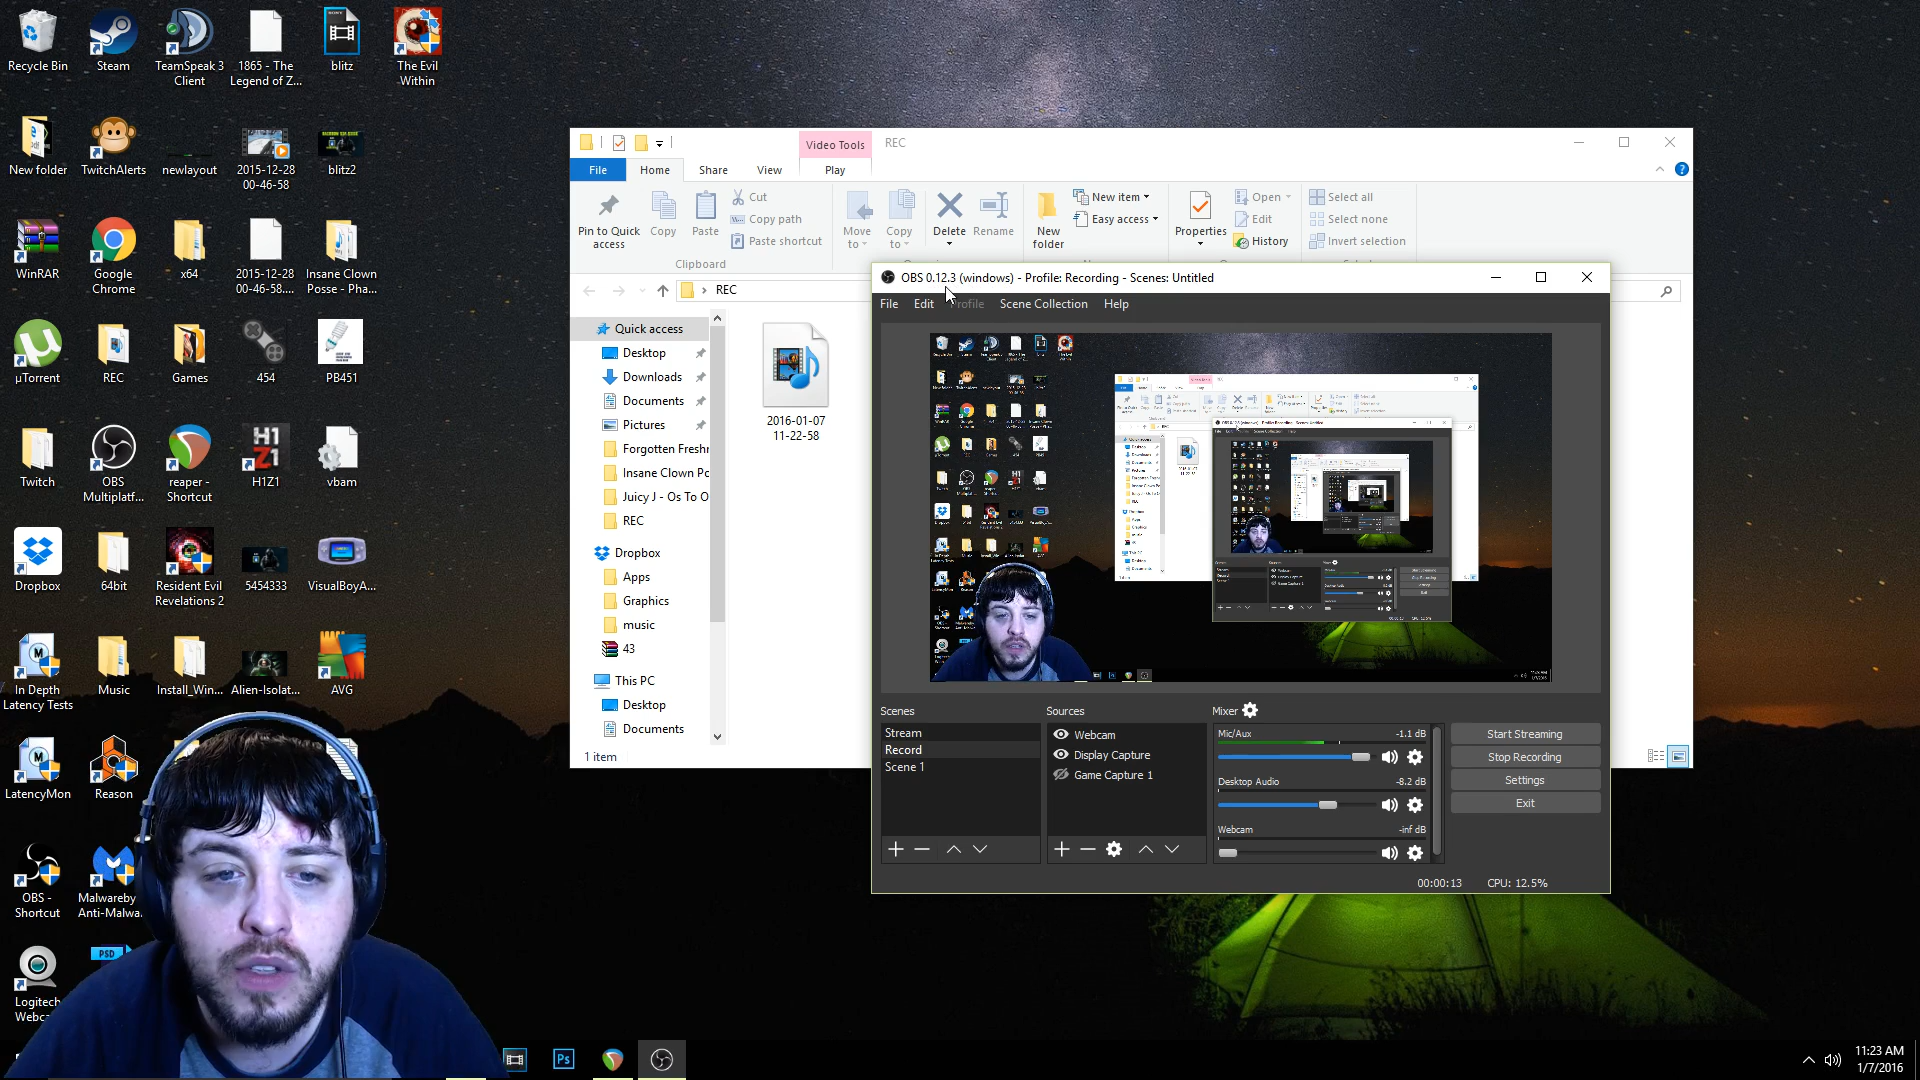 Recycle Bin
Steam
TeamSpeak 3
Client
1865 - The
Legend of Z...
blitz
The Evil
Within
New folder
TwitchAlerts
newlayout
2015-12-28
00-46-58
blitz2
WinRAR
Google
Chrome
x64
2015-12-28
00-46-58....
Insane Clown
Posse - Pha...
µTorrent
REC
Games
454
PB451
Twitch
OBS
Multiplatf...
reaper -
Shortcut
H1Z1
vbam
Dropbox
64bit
Resident Evil
Revelations 2
5454333
VisualBoyA...
In Depth
Latency Tests
Music
Install_Win...
Alien-Isolat...
AVG
LatencyMon
Reason
OBS -
Shortcut
Malwareby
Anti-Malwa.
PSD
Logitech
Webc
Video Tools
REC
File
Home
Share
View
Play
Pin to Quick
access
Copy
Paste
Cut
Copy path
Paste shortcut
Clipboard
Move
to
Copy
to
Delete
Rename
New
folder
New item
Easy access
Properties
Open
Edit
History
Select all
Select none
Invert selection
REC
Quick access
Desktop
Downloads
Documents
Pictures
Forgotten Freshr
Insane Clown Pc
Juicy J - Os To O
REC
Dropbox
Apps
Graphics
music
43
This PC
Desktop
Documents
2016-01-07
11-22-58
1 item
OBS 0.12.3 (windows) - Profile: Recording - Scenes: Untitled
File
Edit
Profile
Scene Collection
Help
Scenes
Stream
Record
Scene 1
Sources
Webcam
Display Capture
Game Capture 1
Mixer
Mic/Aux
-1.1 dB
Desktop Audio
-8.2 dB
Webcam
-inf dB
Start Streaming
Stop Recording
Settings
Exit
00:00:13
CPU: 12.5%
Ps
11:23 AM
1/7/2016